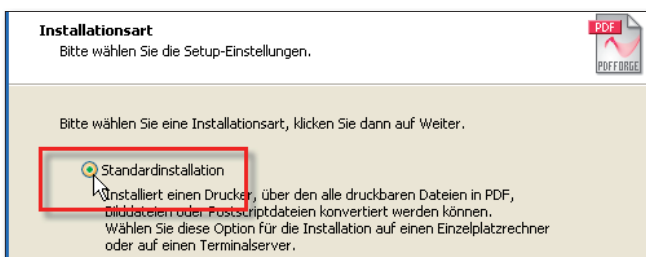 Installationsart
Bitte wählen Sie die Setup-Einstellungen.
PDF
PDFFORGE
Bitte wählen Sie eine Installationsart, klicken Sie dann auf Weiter.
Standardinstallation
Installiert einen Drucker, über den alle druckbaren Dateien in PDF,
Bilddateien oder Postscriptdateien konvertiert werden können.
Wählen Sie diese Option für die Installation auf einen Einzelplatzrechner
oder auf einen Terminalserver.